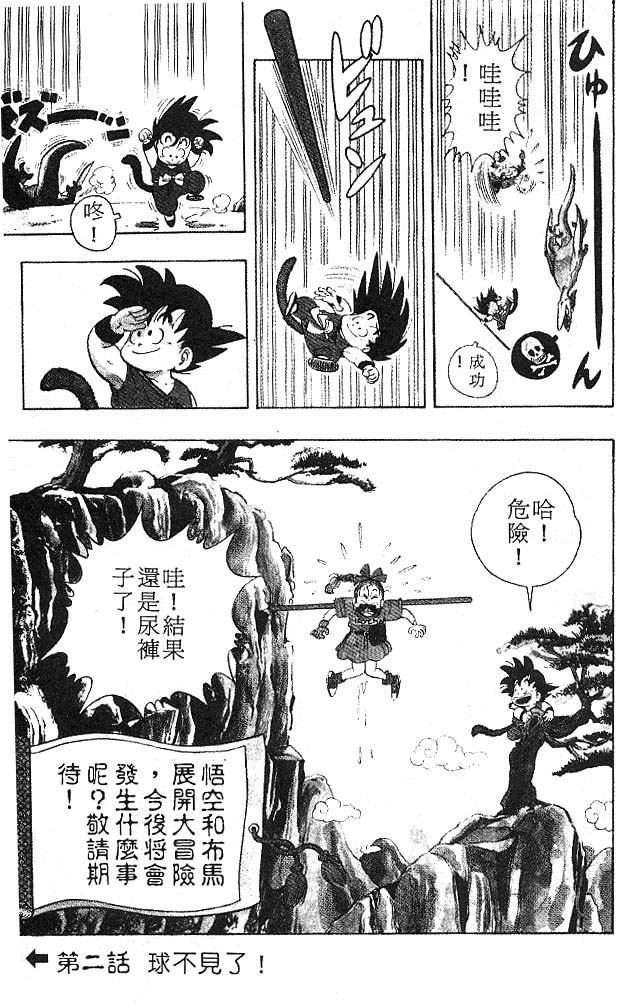 ひゅーーん
哇哇哇
！
成功
！
ビュン
ズズ
咚！
哈！
危險！
哇！結果
還是尿褲
子了！
悟空和布馬
展開大冒險
，今後將會
發生什麼事
呢？敬請期
待！
第二話 球不見了！